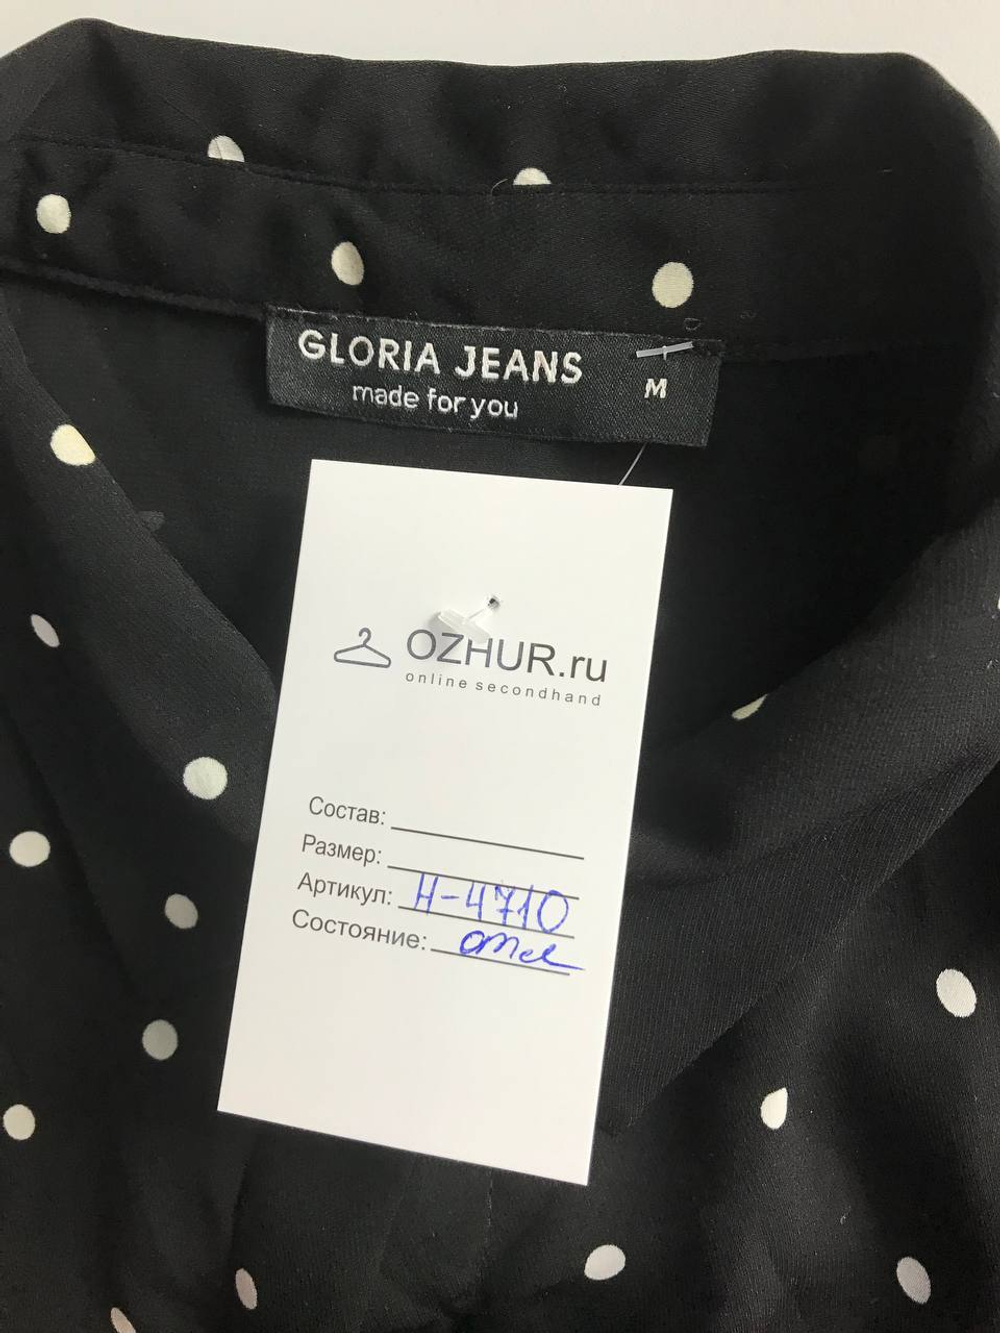 GLORIA JEANS
made for you
M
OZHUR.ru
online secondhand
Состав:
Размер:
Артикул: Н-4710
Состояние: отл